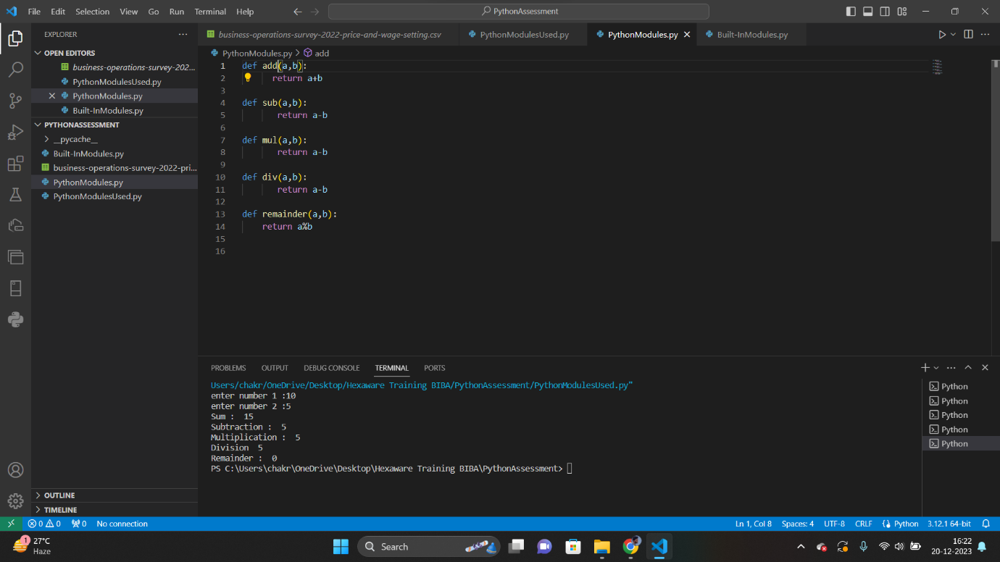 File Edit Selection View Go Run Terminal Help PythonAssessment
EXPLORER
OPEN EDITORS
business-operations-survey-202...
PythonModulesUsed.py
PythonModules.py
Built-InModules.py
PYTHONASSESSMENT
__pycache__
Built-InModules.py
business-operations-survey-2022-pri...
PythonModules.py
PythonModulesUsed.py
OUTLINE
TIMELINE
business-operations-survey-2022-price-and-wage-setting.csv PythonModulesUsed.py PythonModules.py Built-InModules.py
PythonModules.py > add
1 def add(a,b):
2 return a+b
3
4 def sub(a,b):
5 return a-b
6
7 def mul(a,b):
8 return a-b
9
10 def div(a,b):
11 return a-b
12
13 def remainder(a,b):
14 return a%b
15
16
PROBLEMS OUTPUT DEBUG CONSOLE TERMINAL PORTS
Users/chakr/OneDrive/Desktop/Hexaware Training BIBA/PythonAssessment/PythonModulesUsed.py"
enter number 1 :10
enter number 2 :5
Sum : 15
Subtraction : 5
Multiplication : 5
Division 5
Remainder : 0
PS C:\Users\chakr\OneDrive\Desktop\Hexaware Training BIBA\PythonAssessment>
Python
Python
Python
Python
Python
0 0 0 No connection Ln 1, Col 8 Spaces: 4 UTF-8 CRLF Python 3.12.1 64-bit
1
27°C
Haze
Search
16:22
20-12-2023